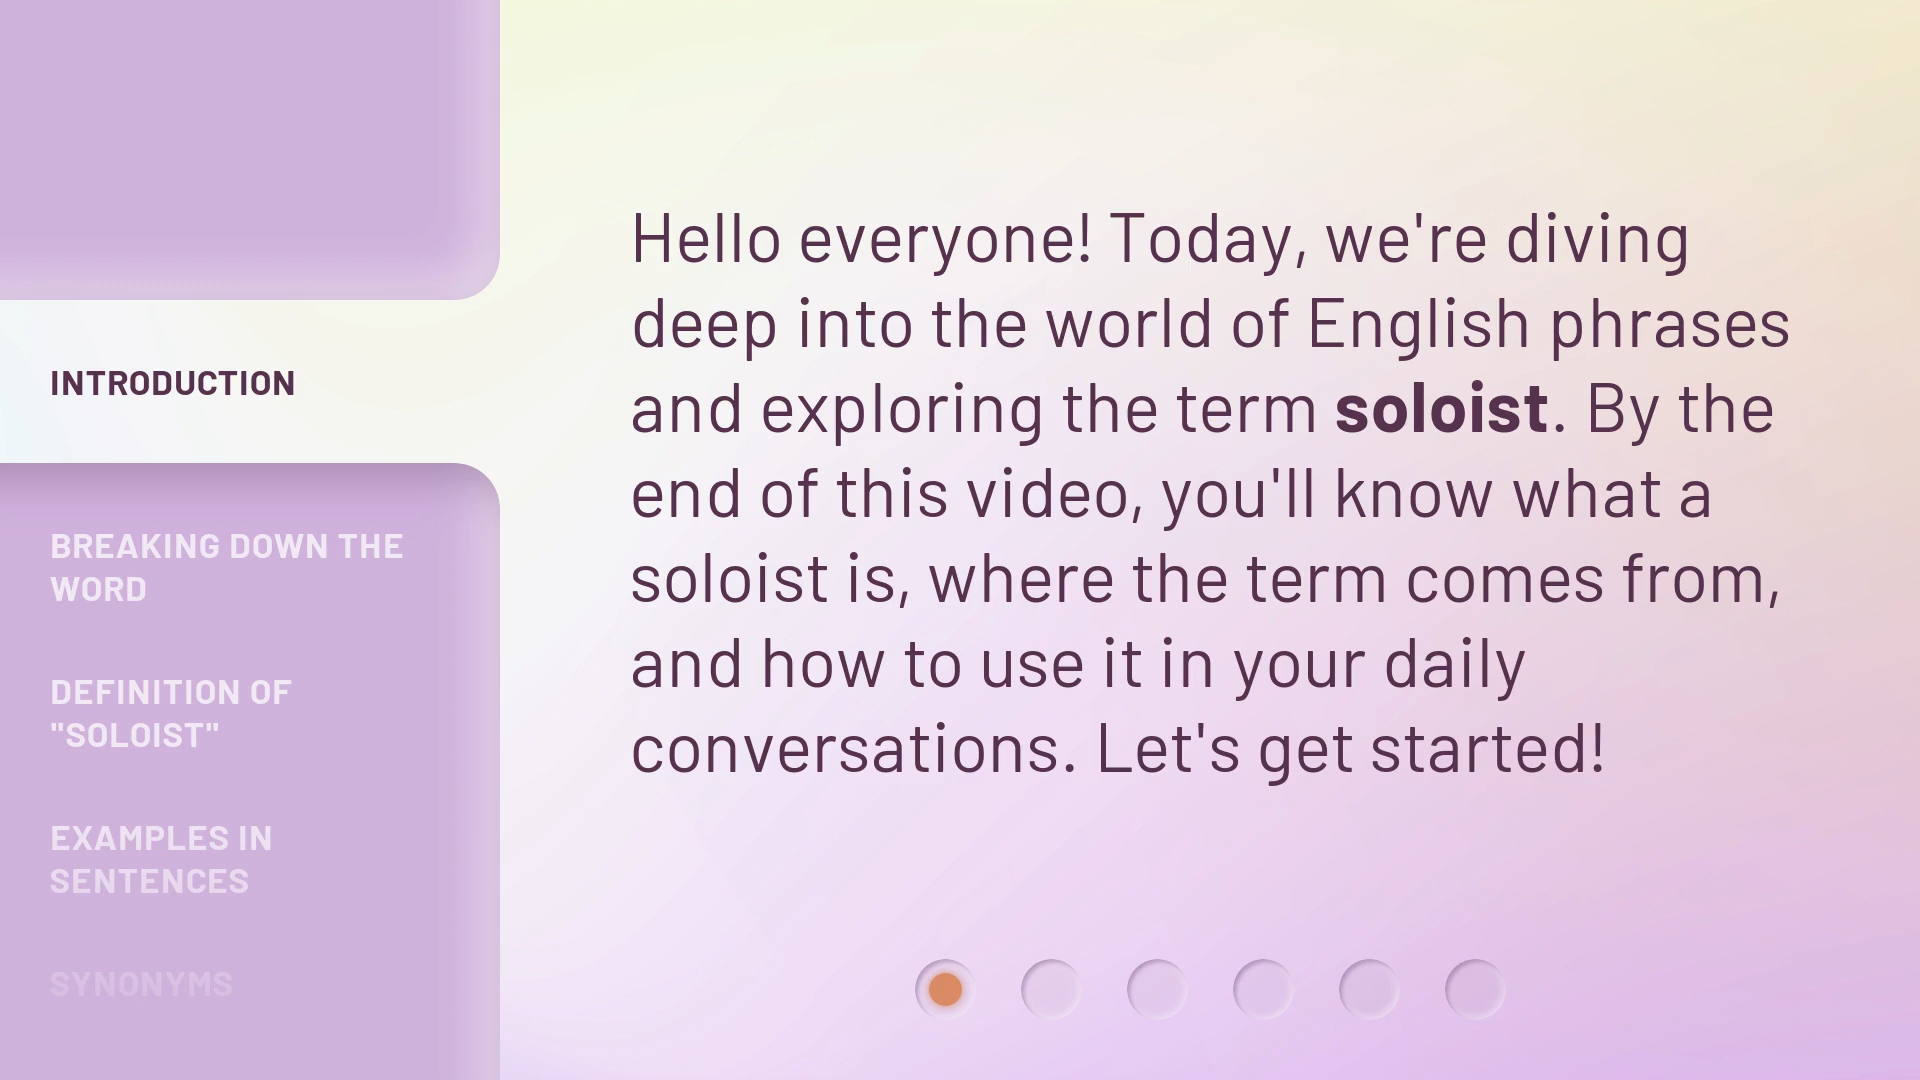 INTRODUCTION
BREAKING DOWN THE
WORD
DEFINITION OF
"SOLOIST"
EXAMPLES IN
SENTENCES
SYNONYMS
Hello everyone! Today, we're diving
deep into the world of English phrases
and exploring the term soloist. By the
end of this video, you'll know what a
soloist is, where the term comes from,
and how to use it in your daily
conversations. Let's get started!